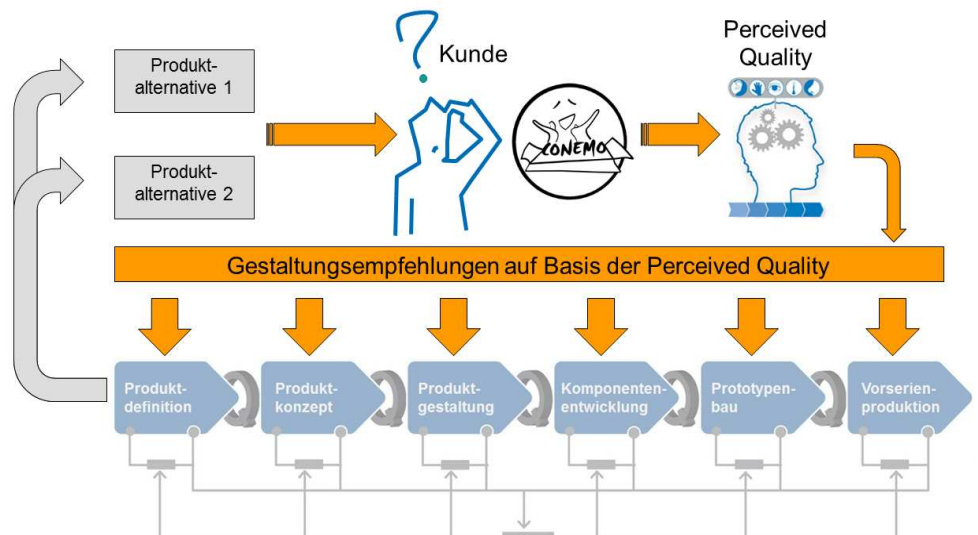 Produkt-
alternative 1
Kunde
Perceived
Quality
CONEMO
Produkt-
alternative 2
Gestaltungsempfehlungen auf Basis der Perceived Quality
Produkt-
definition
Produkt-
konzept
Produkt-
gestaltung
Komponenten-
entwicklung
Prototypen-
bau
Vorserien-
produktion